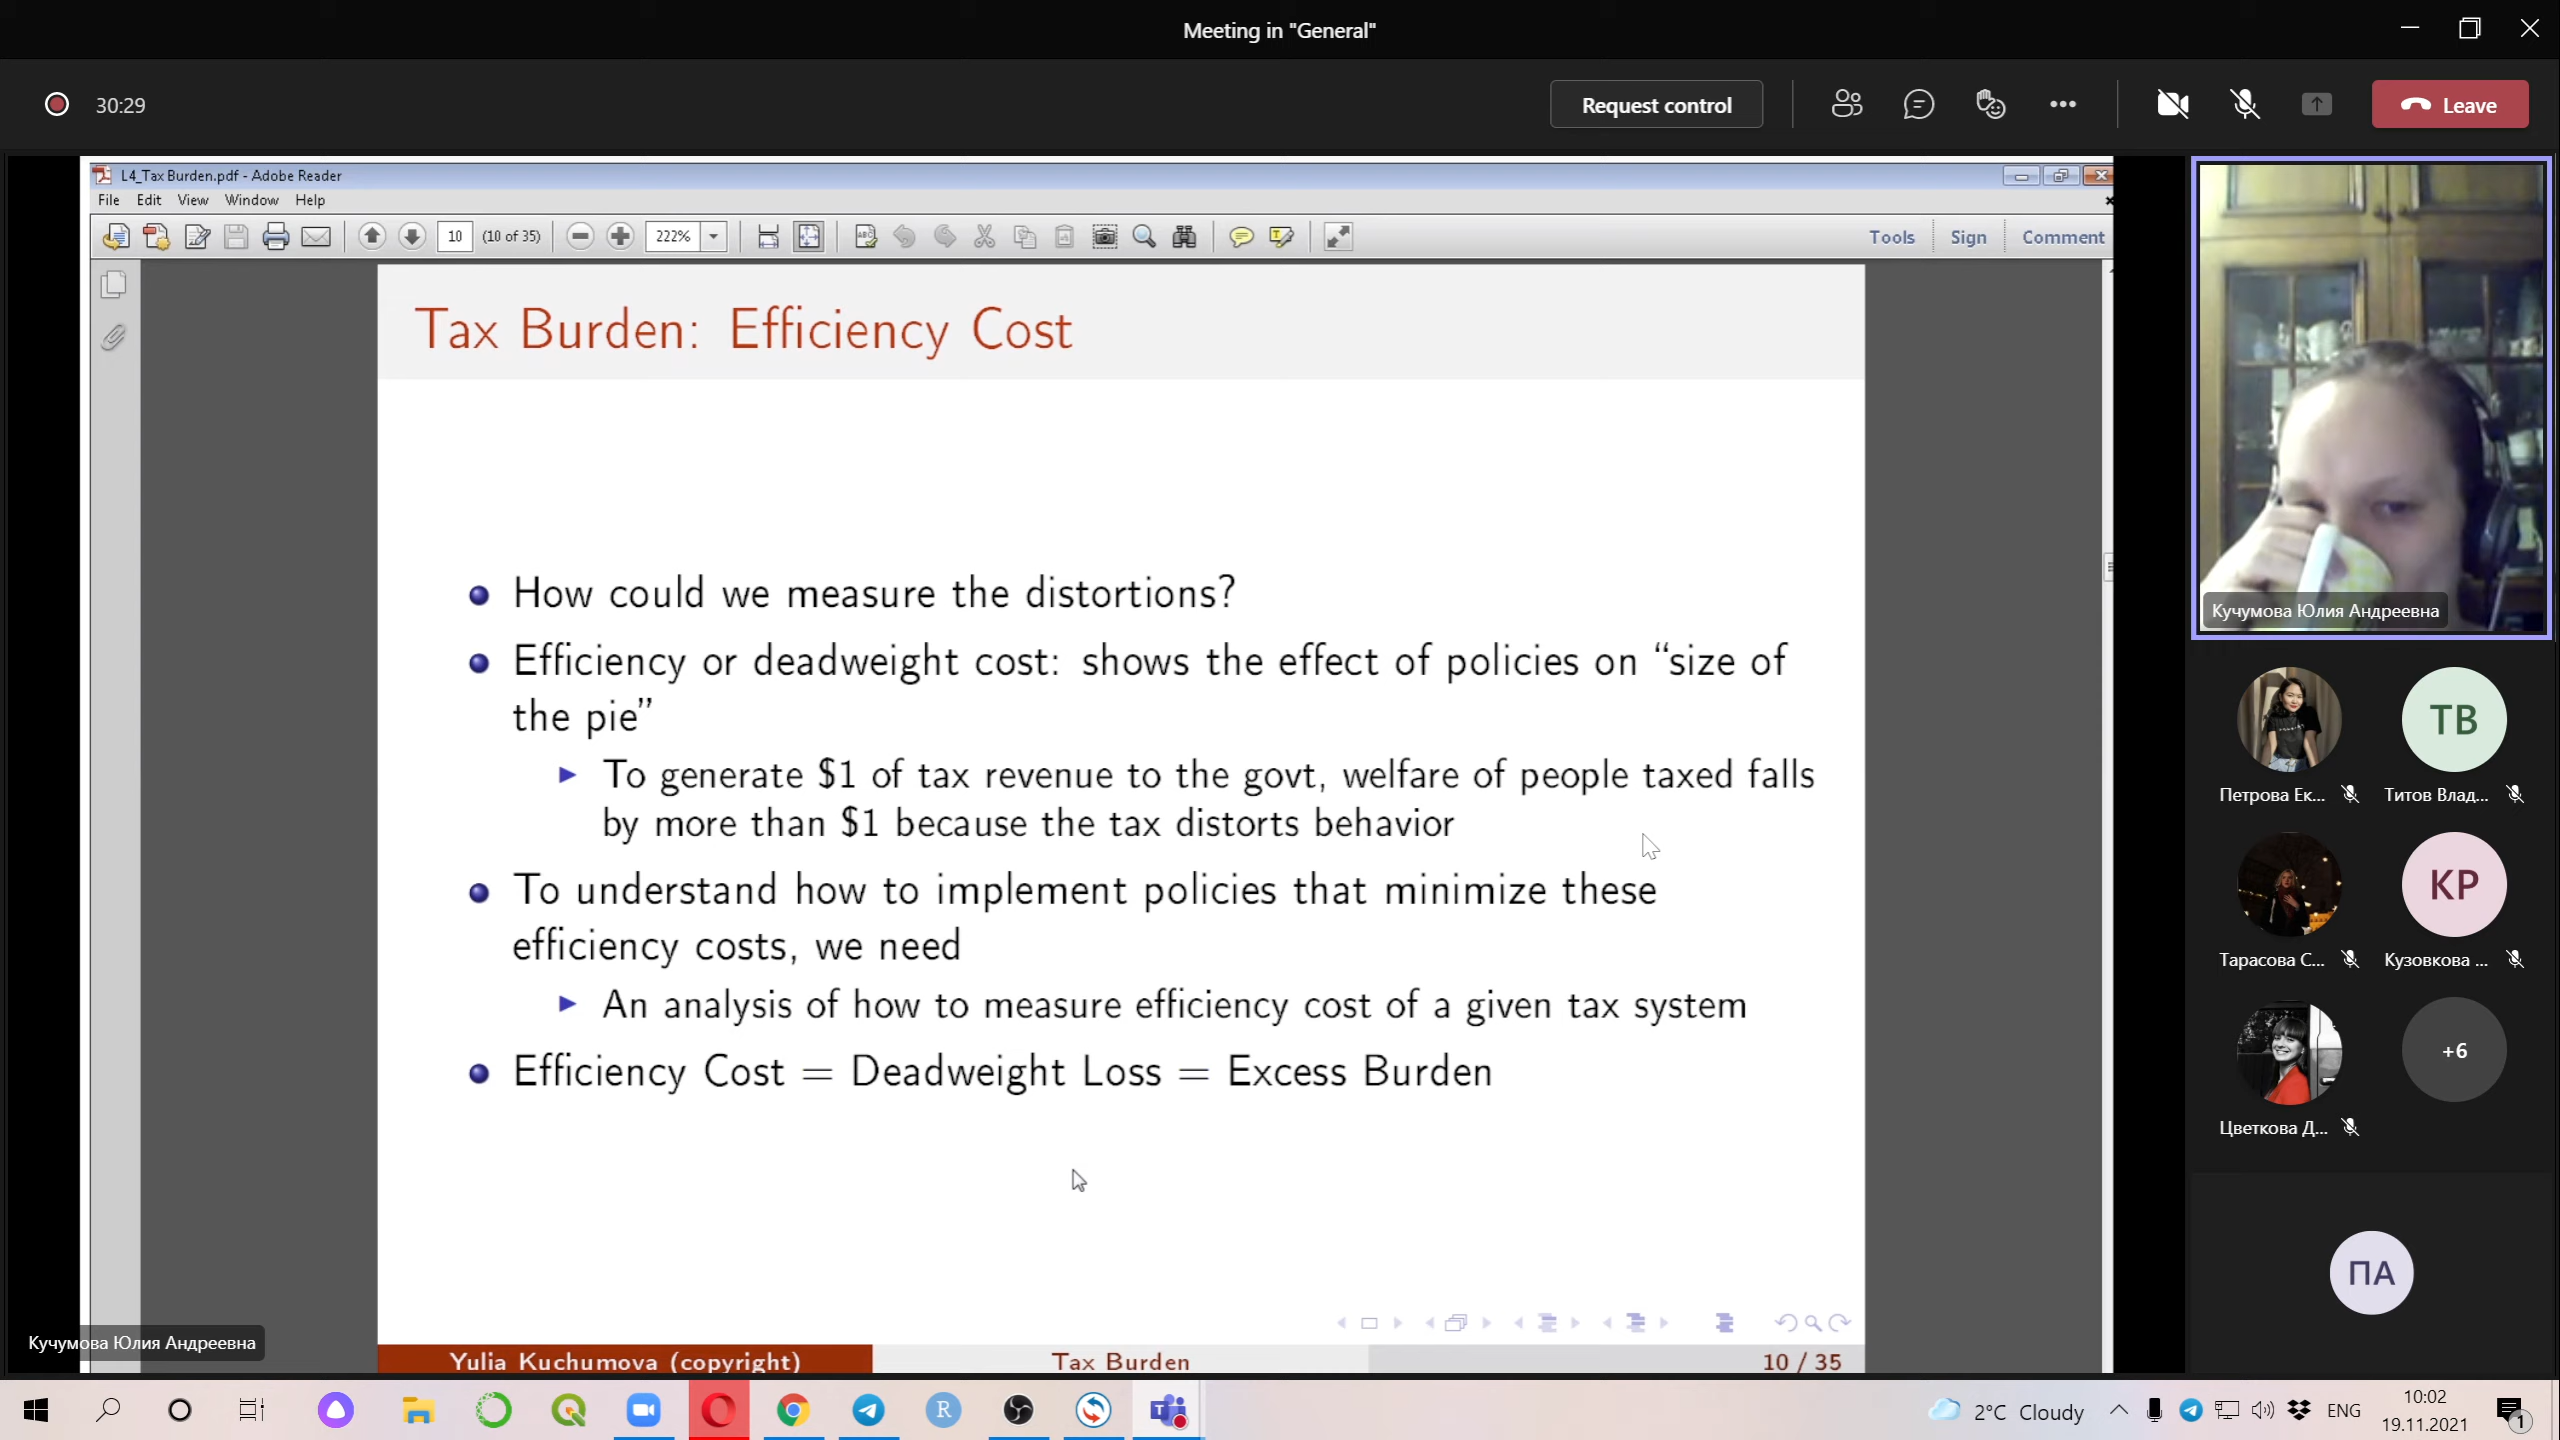 Meeting in "General"
30:29
Request control
Leave
L4_Tax Burden.pdf - Adobe Reader
File Edit View Window Help
10 (10 of 35) 222% Tools Sign Comment
Tax Burden: Efficiency Cost
How could we measure the distortions?
Efficiency or deadweight cost: shows the effect of policies on “size of
the pie”
To generate $1 of tax revenue to the govt, welfare of people taxed falls
by more than $1 because the tax distorts behavior
To understand how to implement policies that minimize these
efficiency costs, we need
An analysis of how to measure efficiency cost of a given tax system
Efficiency Cost = Deadweight Loss = Excess Burden
Yulia Kuchumova (copyright) Tax Burden 10 / 35
Кучумова Юлия Андреевна
Кучумова Юлия Андреевна
ТВ
Петрова Ек... Титов Влад...
КР
Тарасова С... Кузовкова ...
+6
Цветкова Д...
ПА
2°C Cloudy ENG
10:02
19.11.2021
1